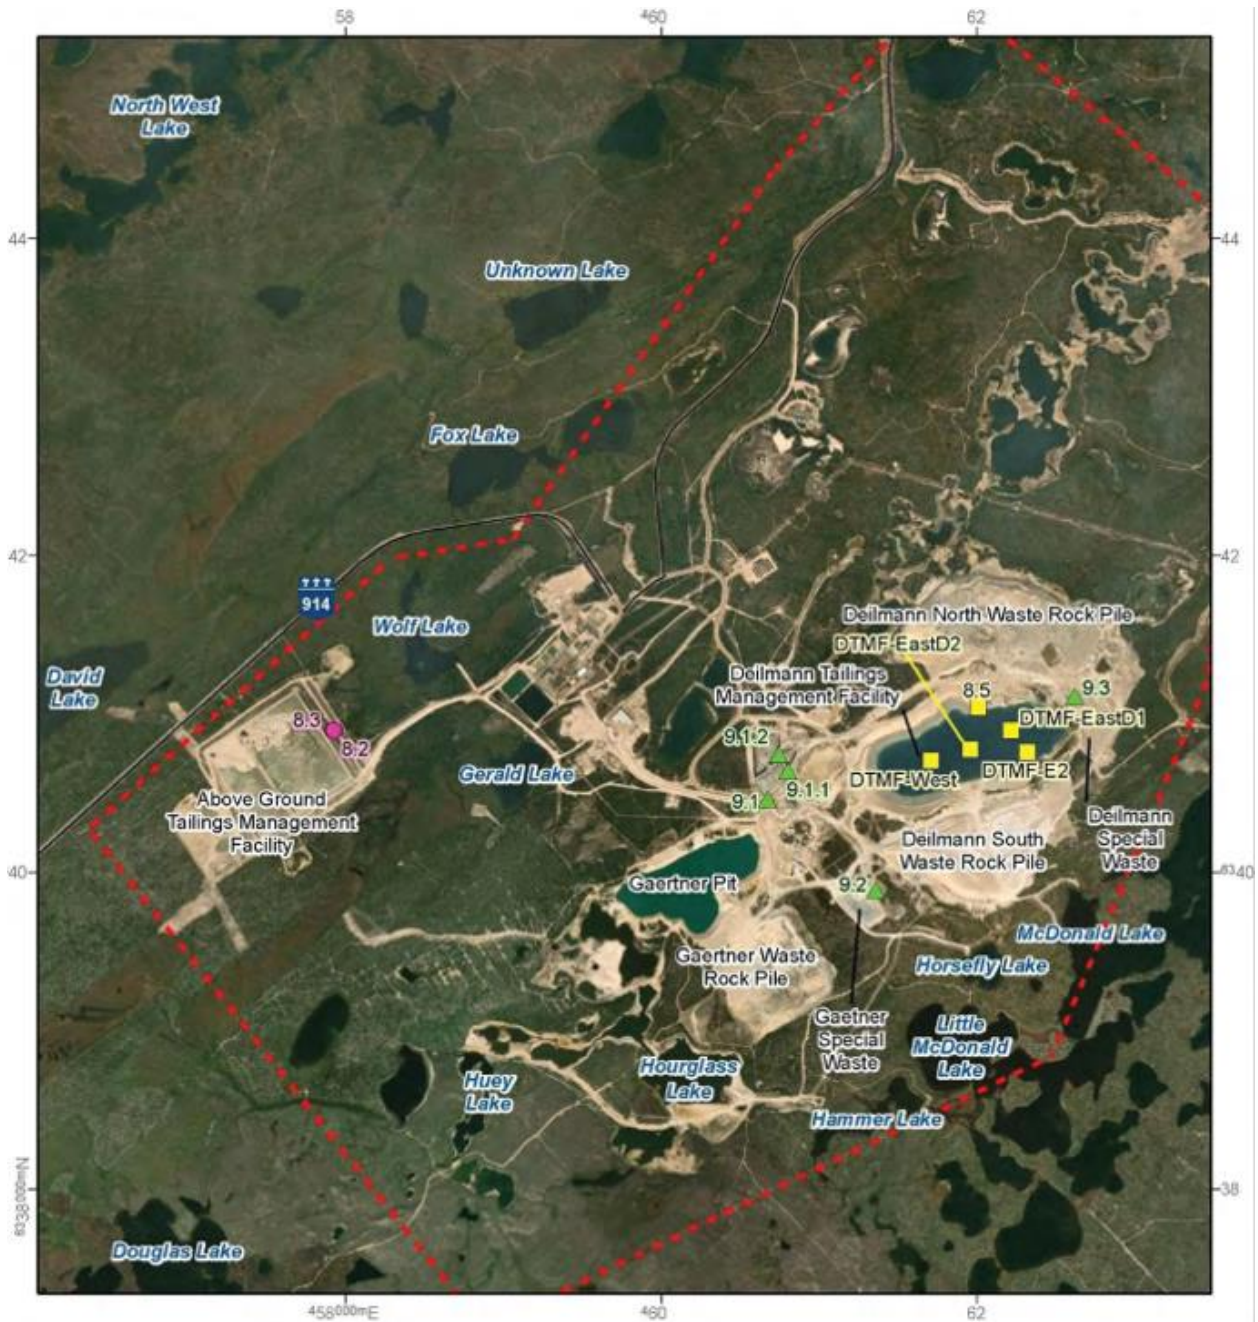 58
⁴60
62
North West
Lake
44
44
Unknown Lake
Fox Lake
42
42
914
Wolf Lake
Deilmann North Waste Rock Pile
DTMF-EastD2
David
Lake
Deilmann Tailings
Management Facility
8.5
9.3
DTMF-EastD1
8.3
8.2
9.1.2
Gerald Lake
9.1.1
DTMF-West
DTMF-E2
9.1
Above Ground
Tailings Management
Facility
Deilmann South
Waste Rock Pile
Deilmann
Special
Waste
40
⁶³40
Gaertner Pit
9.2
McDonald Lake
Gaertner Waste
Rock Pile
Horsefly Lake
Gaetner
Special
Waste
Little
McDonald
Lake
Huey
Lake
Hourglass
Lake
Hammer Lake
⁶³38⁰⁰⁰ᵐN
38
Douglas Lake
⁴58⁰⁰⁰ᵐE
⁴60
62